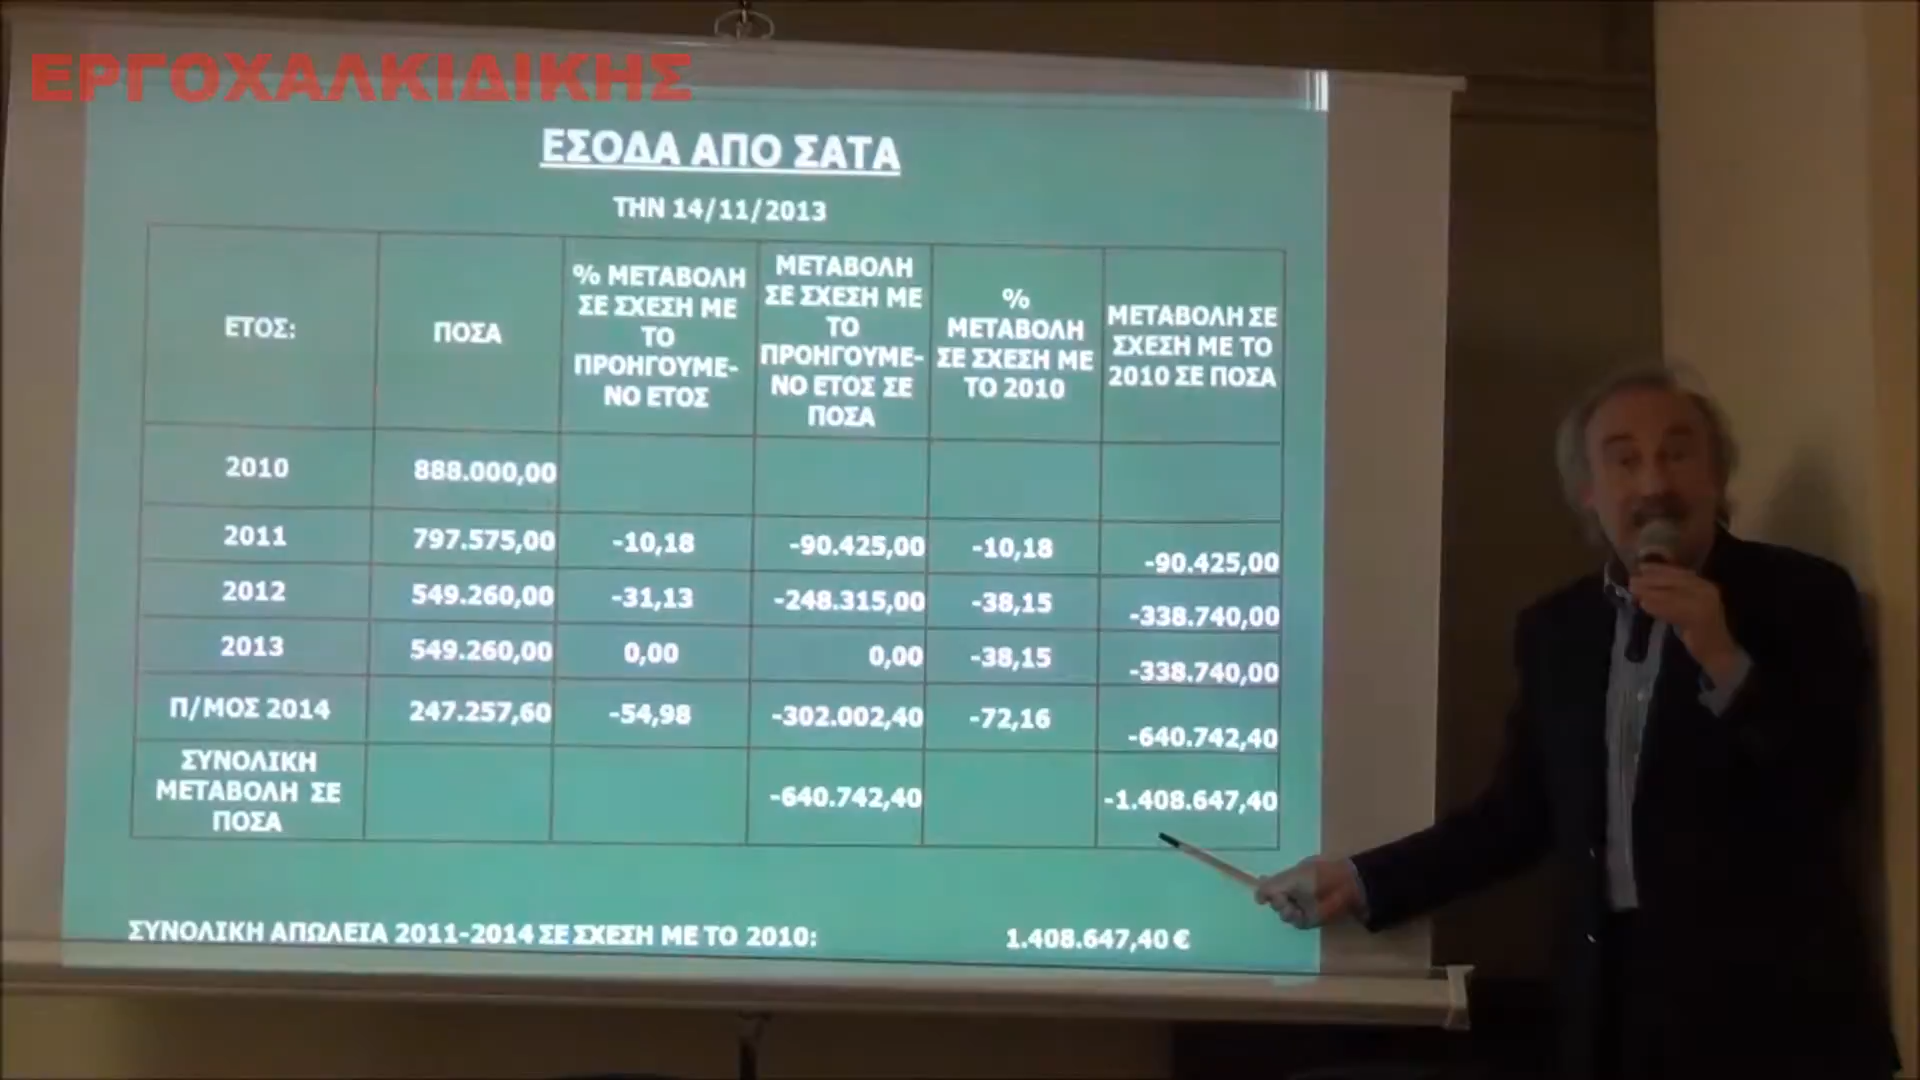 ΕΡΓΟΧΑΛΚΙΔΙΚΗΣ
ΕΣΟΔΑ ΑΠΟ ΣΑΤΑ
ΤΗΝ 14/11/2013
ΕΤΟΣ:
ΠΟΣΑ
% ΜΕΤΑΒΟΛΗ
ΣΕ ΣΧΕΣΗ ΜΕ
ΤΟ
ΠΡΟΗΓΟΥΜΕ-
ΝΟ ΕΤΟΣ
ΜΕΤΑΒΟΛΗ
ΣΕ ΣΧΕΣΗ ΜΕ
ΤΟ
ΠΡΟΗΓΟΥΜΕ-
ΝΟ ΕΤΟΣ ΣΕ
ΠΟΣΑ
%
ΜΕΤΑΒΟΛΗ
ΣΕ ΣΧΕΣΗ ΜΕ
ΤΟ 2010
ΜΕΤΑΒΟΛΗ ΣΕ
ΣΧΕΣΗ ΜΕ ΤΟ
2010 ΣΕ ΠΟΣΑ
2010 888.000,00
2011 797.575,00 -10,18 -90.425,00 -10,18 -90.425,00
2012 549.260,00 -31,13 -248.315,00 -38,15 -338.740,00
2013 549.260,00 0,00 0,00 -38,15 -338.740,00
Π/ΜΟΣ 2014 247.257,60 -54,98 -302.002,40 -72,16 -640.742,40
ΣΥΝΟΛΙΚΗ
ΜΕΤΑΒΟΛΗ ΣΕ
ΠΟΣΑ
-640.742,40 -1.408.647,40
ΣΥΝΟΛΙΚΗ ΑΠΩΛΕΙΑ 2011-2014 ΣΕ ΣΧΕΣΗ ΜΕ ΤΟ 2010: 1.408.647,40 €